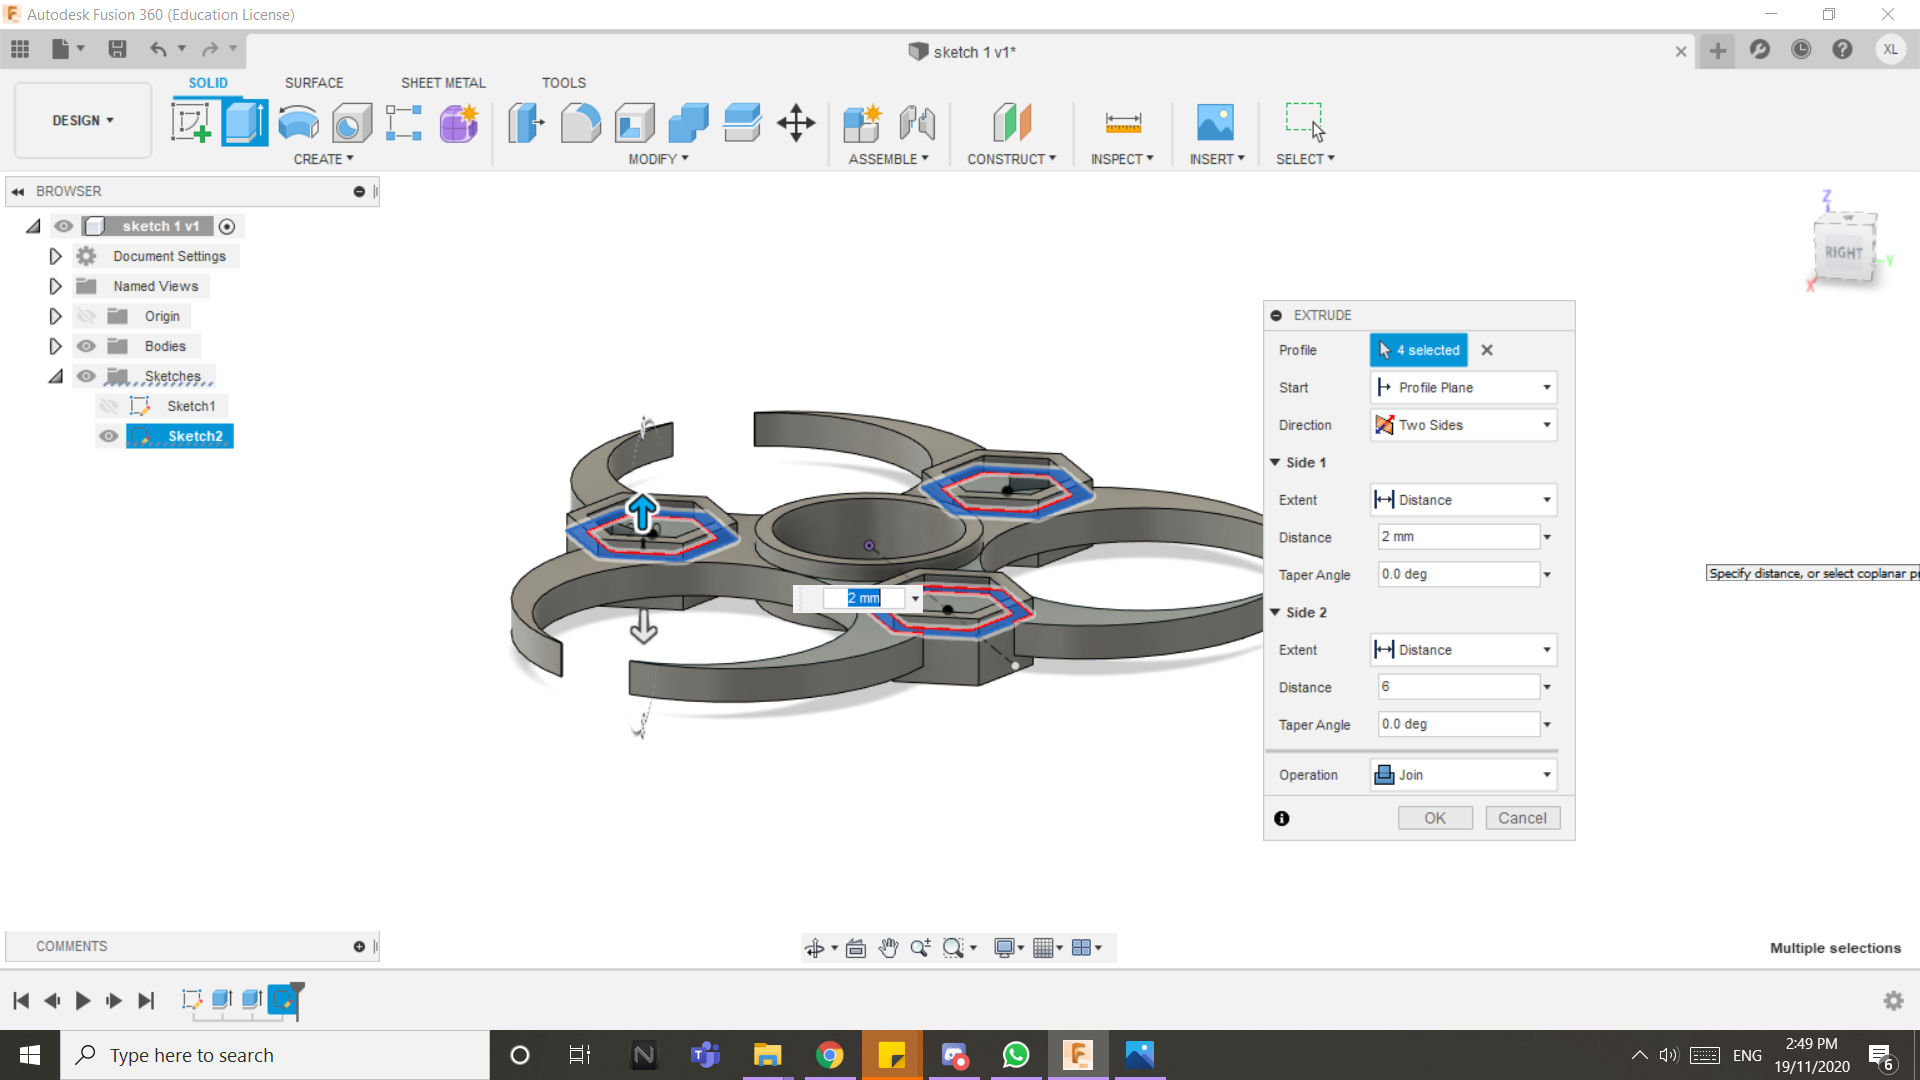 Autodesk Fusion 360 (Education License)
sketch 1 v1*
XL
DESIGN
SOLID
SURFACE
SHEET METAL
TOOLS
CREATE
MODIFY
ASSEMBLE
CONSTRUCT
INSPECT
INSERT
SELECT
BROWSER
sketch 1 v1
Document Settings
Named Views
Origin
Bodies
Sketches
Sketch1
Sketch2
Z
RIGHT
Y
X
2 mm
EXTRUDE
Profile
4 selected
Start
Profile Plane
Direction
Two Sides
Side 1
Extent
Distance
Distance
2 mm
Taper Angle
0.0 deg
Side 2
Extent
Distance
Distance
6
Taper Angle
0.0 deg
Operation
Join
OK
Cancel
Specify distance, or select coplanar
COMMENTS
Multiple selections
Type here to search
ENG
2:49 PM
19/11/2020
6